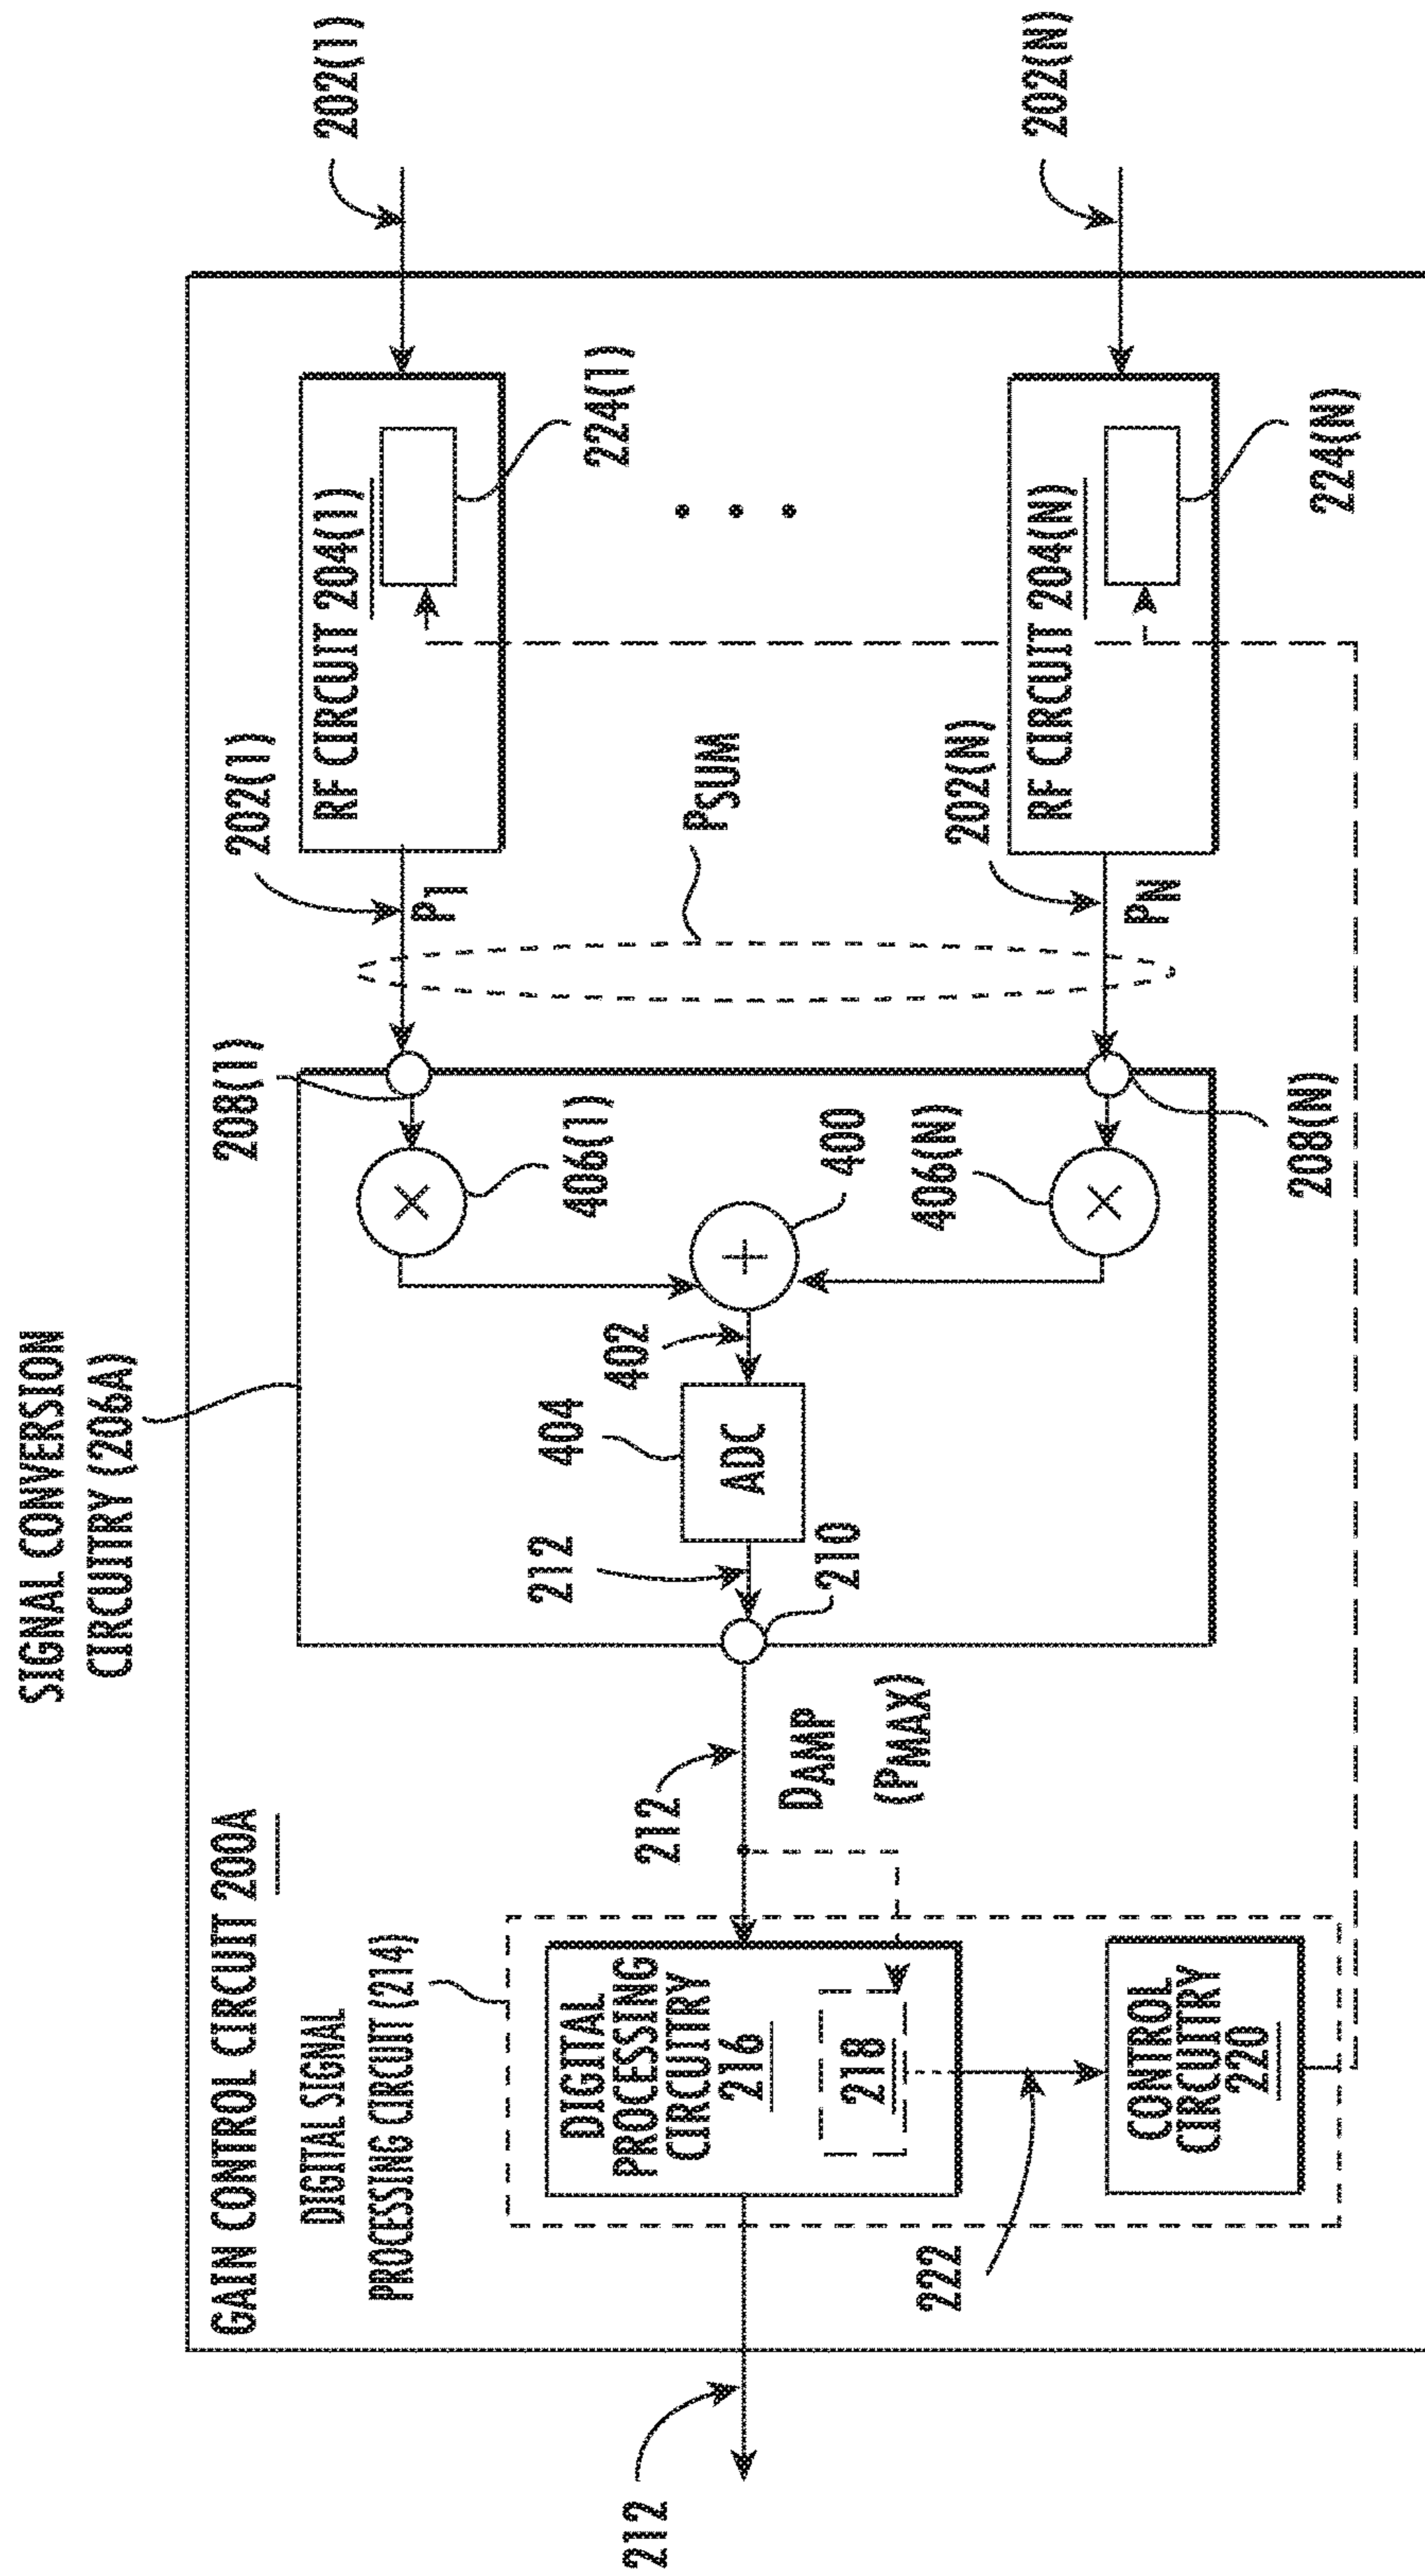 SIGNAL CONVERSION
CIRCUITRY (206A)
GAIN CONTROL CIRCUIT 200A
DIGITAL SIGNAL
PROCESSING CIRCUIT (214)
212
DIGITAL
PROCESSING
CIRCUITRY
216
218
222
CONTROL
CIRCUITRY
220
212
DAMP
(PMAX)
212
210
404
ADC
402
400
208(1)
406(1)
406(N)
208(N)
202(1)
P1
PSUM
202(N)
PN
RF CIRCUIT 204(1)
224(1)
RF CIRCUIT 204(N)
224(N)
202(1)
202(N)